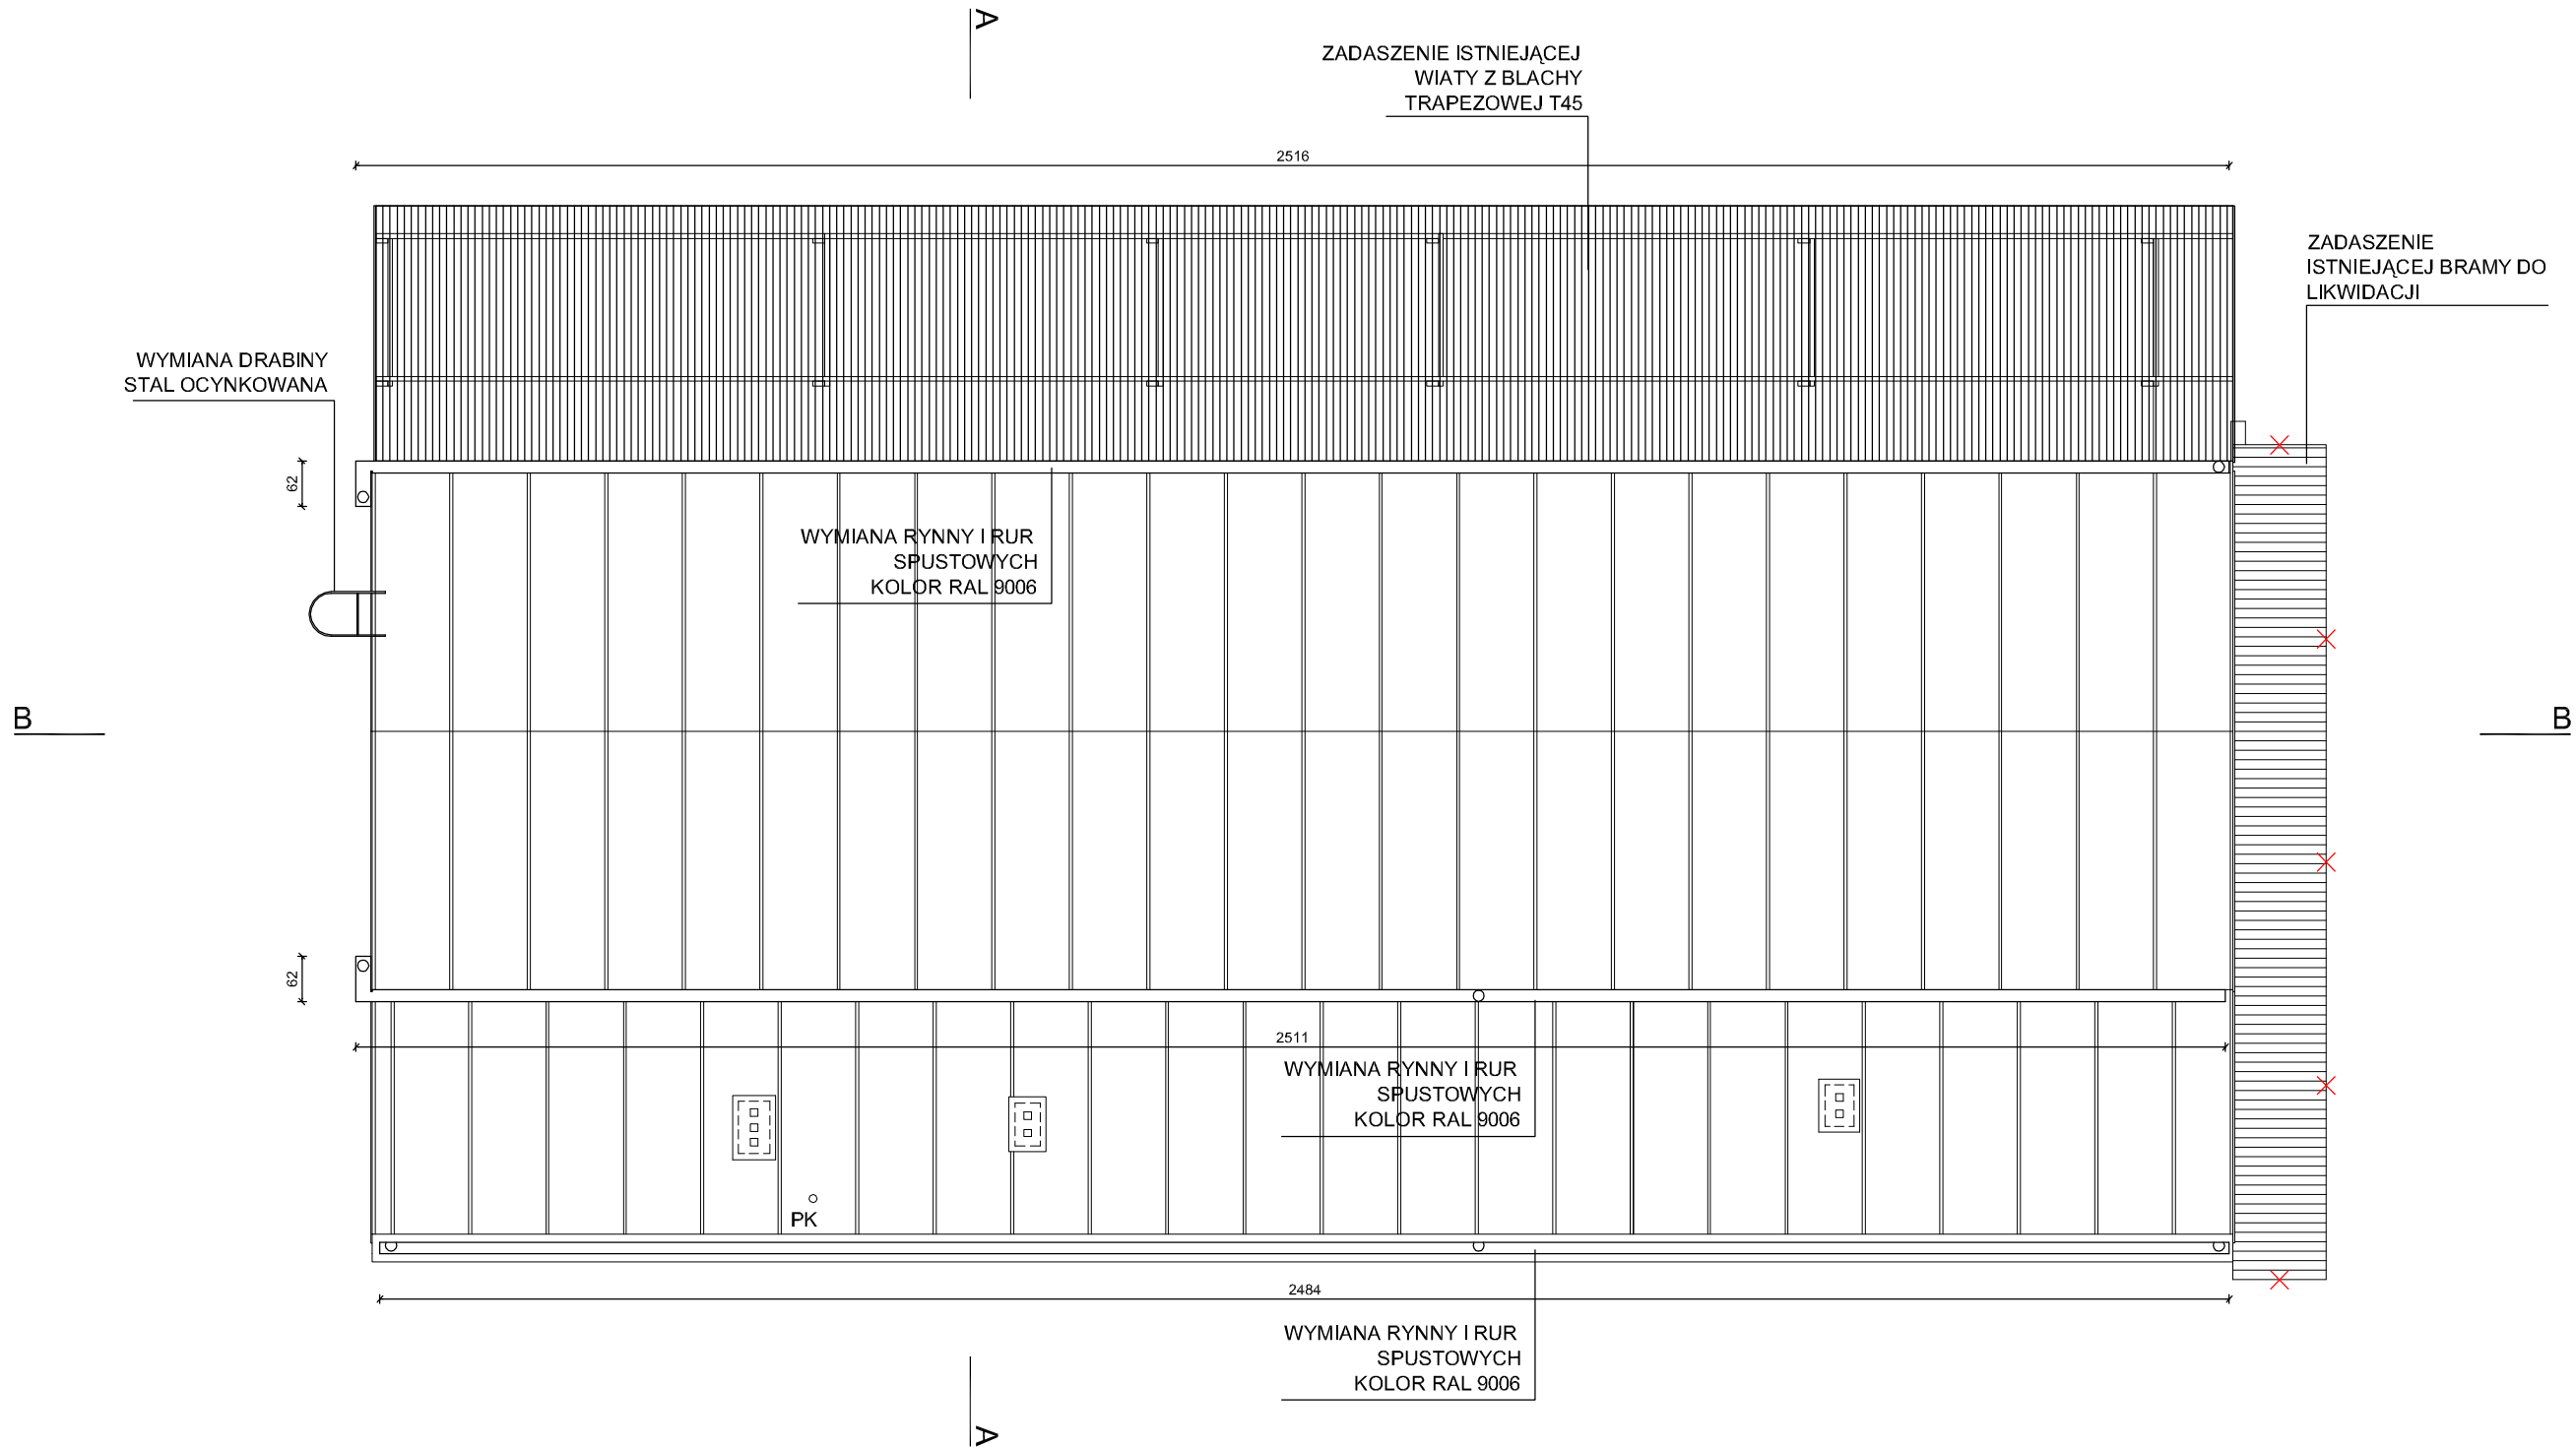 A
ZADASZENIE ISTNIEJĄCEJ
WIATY Z BLACHY
TRAPEZOWEJ T45
2516
ZADASZENIE
ISTNIEJĄCEJ BRAMY DO
LIKWIDACJI
WYMIANA DRABINY
STAL OCYNKOWANA
62
WYMIANA RYNNY I RUR
SPUSTOWYCH
KOLOR RAL 9006
B
B
62
2511
WYMIANA RYNNY I RUR
SPUSTOWYCH
KOLOR RAL 9006
PK
2484
WYMIANA RYNNY I RUR
SPUSTOWYCH
KOLOR RAL 9006
A